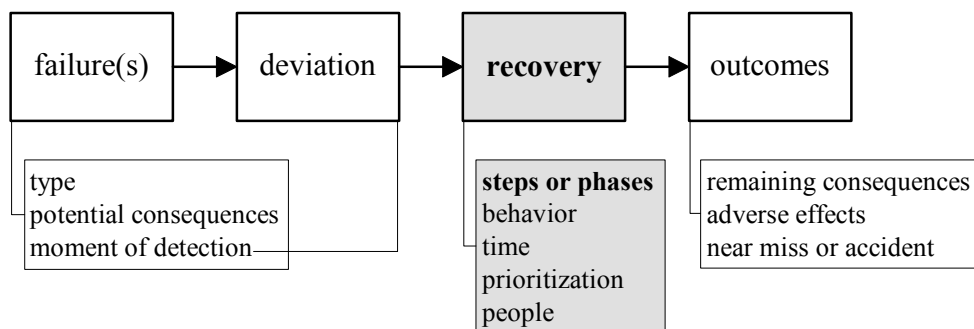 failure(s)
deviation
recovery
outcomes
type
potential consequences
moment of detection
steps or phases
behavior
time
prioritization
people
remaining consequences
adverse effects
near miss or accident